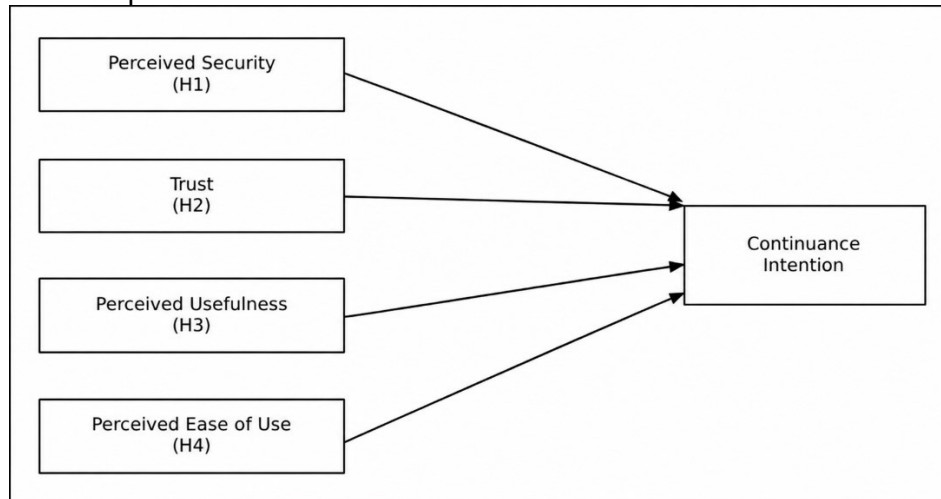 Perceived Security
(H1)
Trust
(H2)
Perceived Usefulness
(H3)
Perceived Ease of Use
(H4)
Continuance
Intention